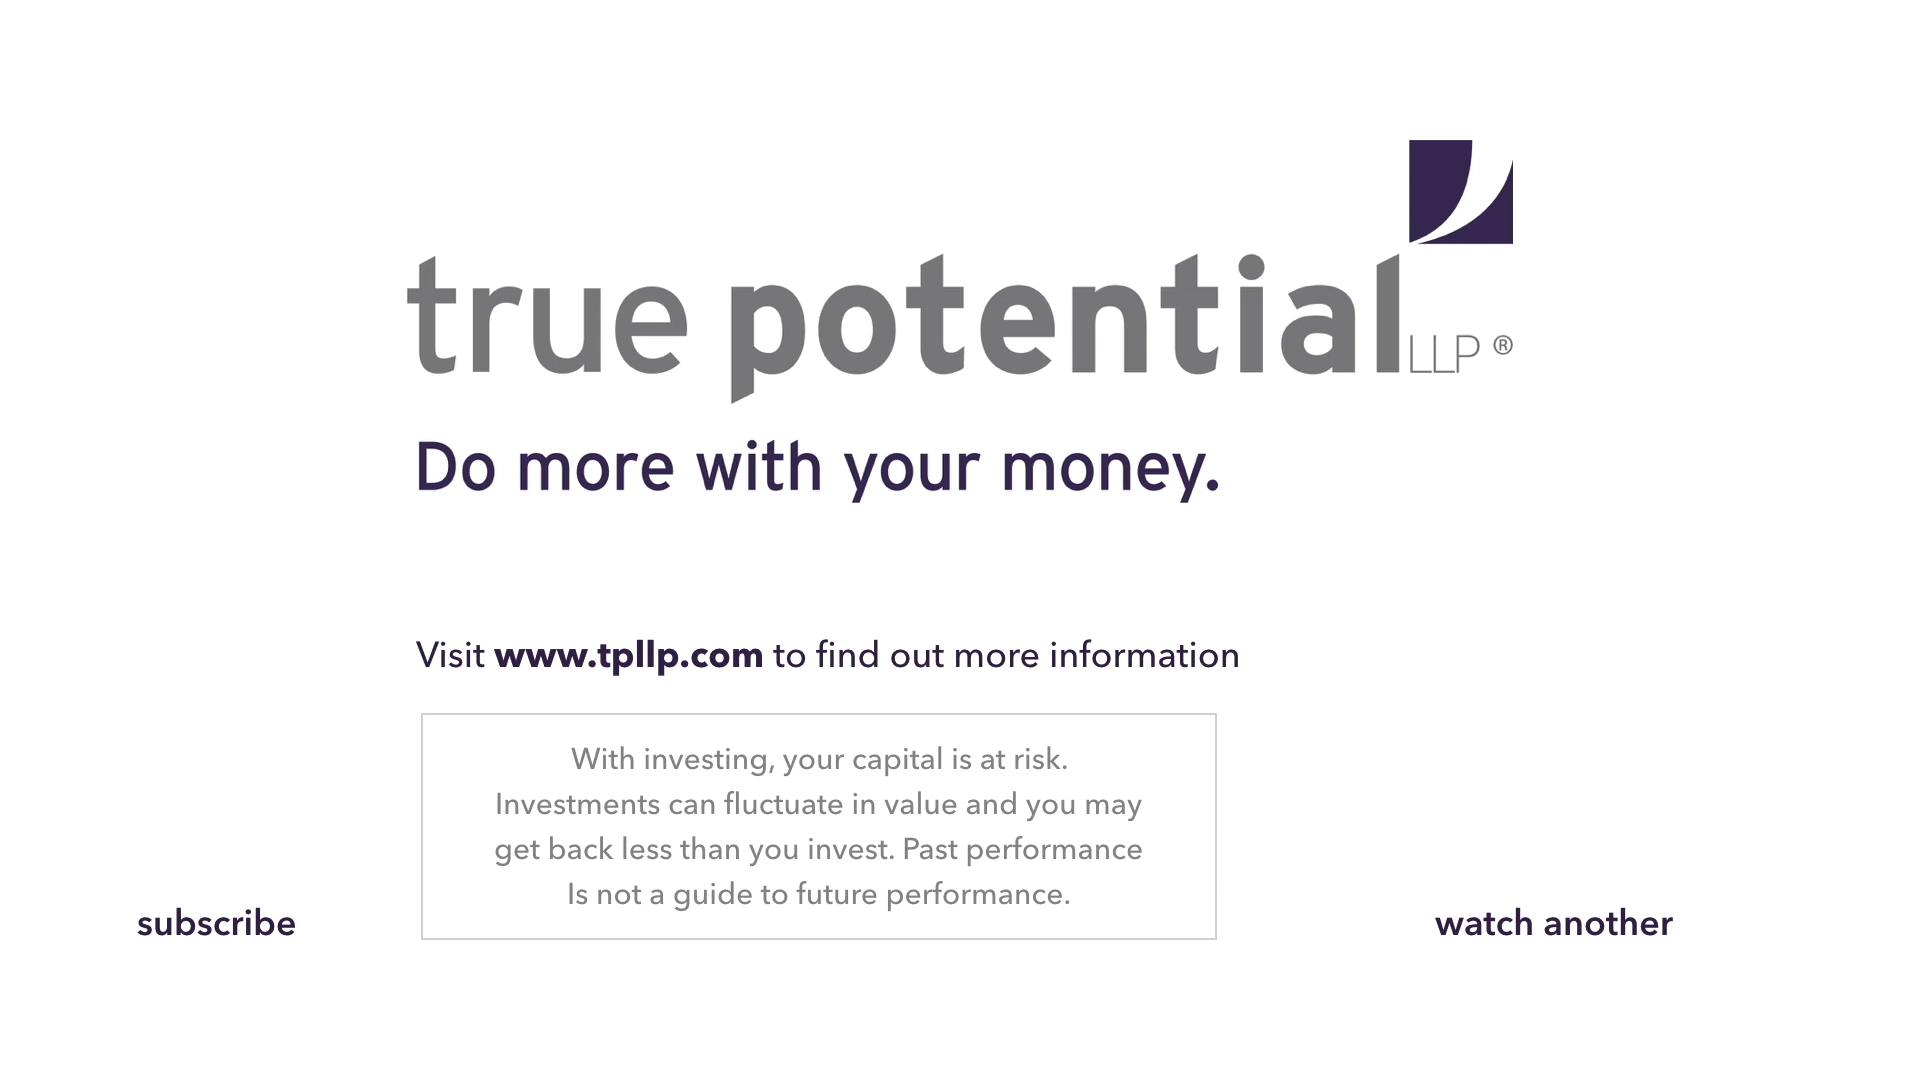 true potential LLP ®
Do more with your money.
Visit www.tpllp.com to find out more information
With investing, your capital is at risk.
Investments can fluctuate in value and you may
get back less than you invest. Past performance
Is not a guide to future performance.
subscribe
watch another